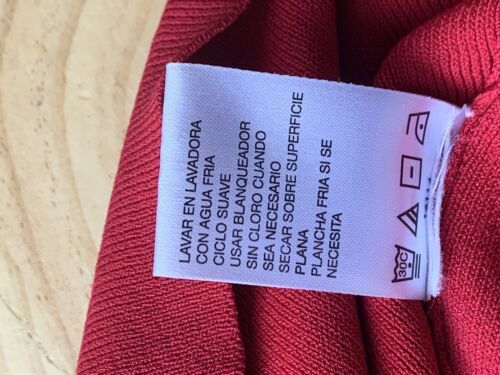 LAVAR EN LAVADORA
CON AGUA FRIA
CICLO SUAVE
USAR BLANQUEADOR
SIN CLORO CUANDO
SEA NECESARIO
SECAR SOBRE SUPERFICIE
PLANA
PLANCHA FRIA SI SE
NECESITA
30C